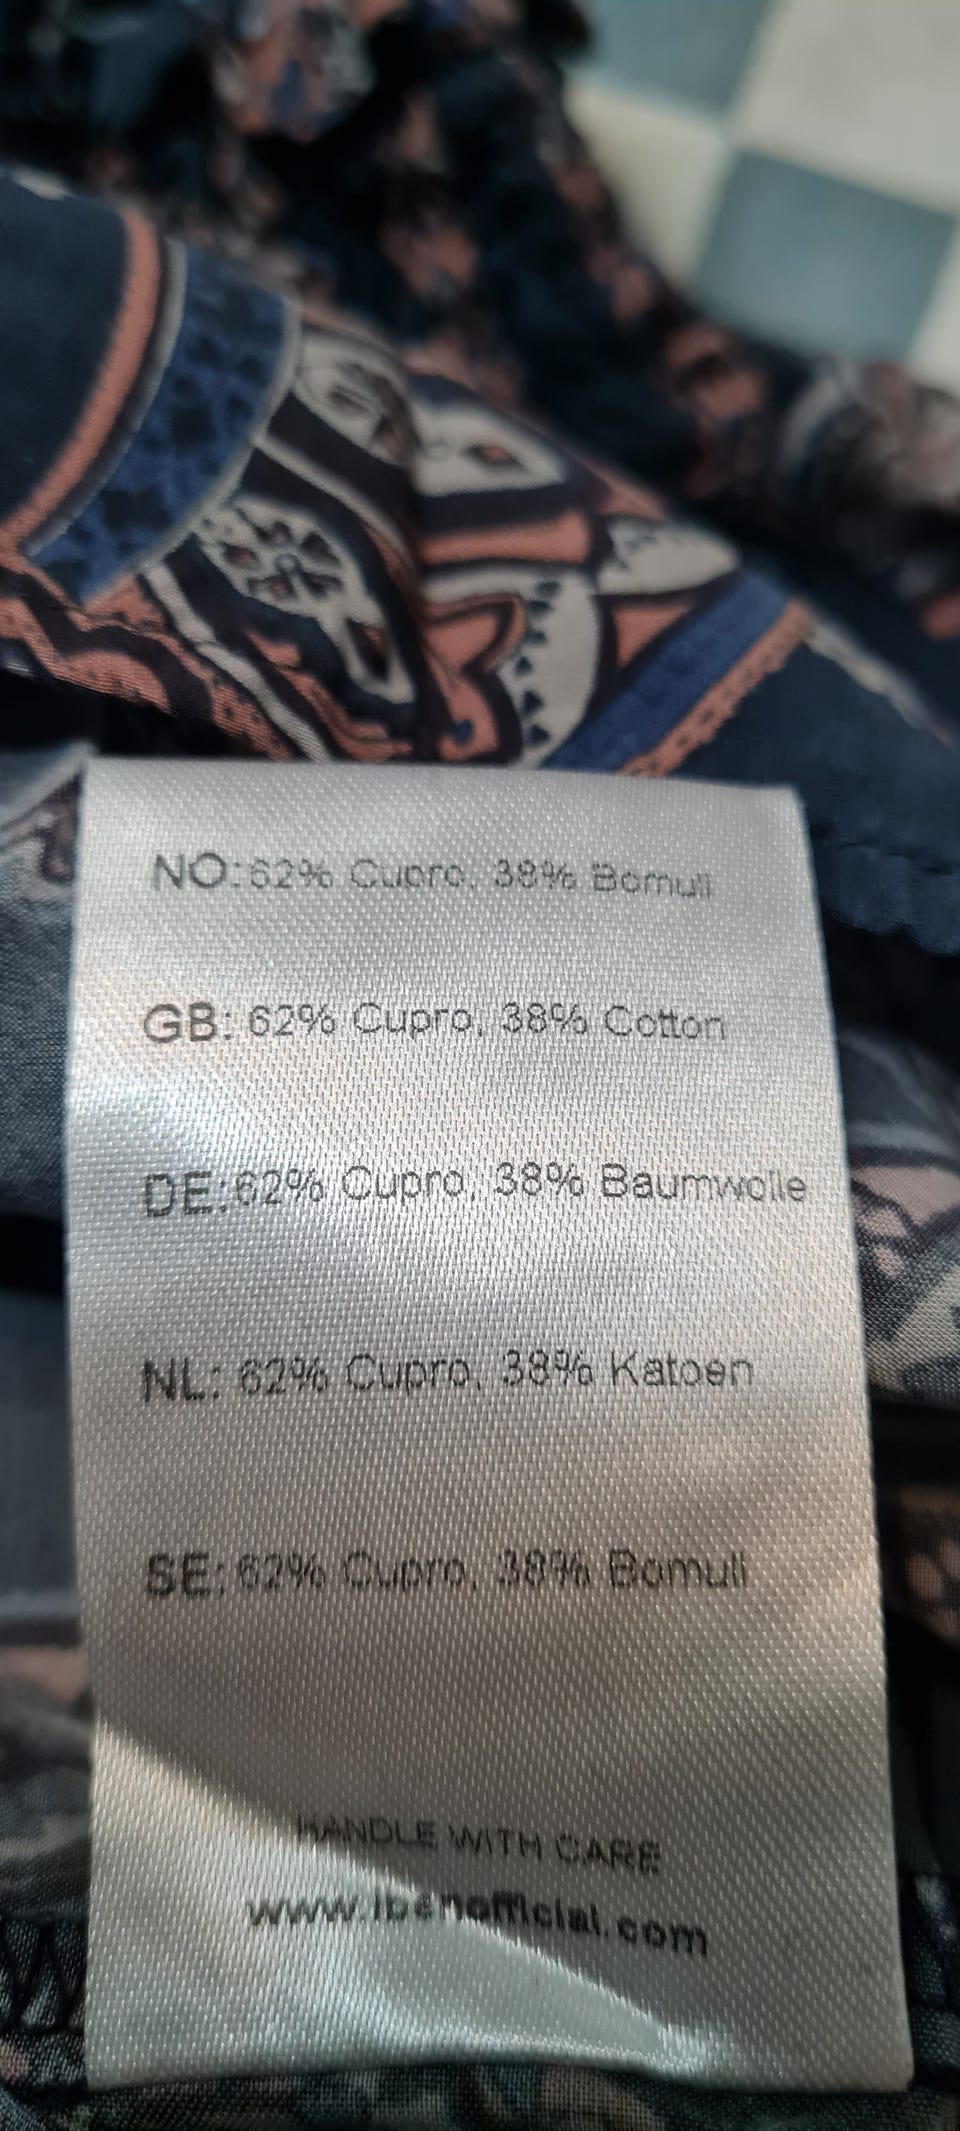 NO: 62% Cupro, 38% Bomull
GB: 62% Cupro, 38% Cotton
DE: 62% Cupro, 38% Baumwolle
NL: 62% Cupro, 38% Katoen
SE: 62% Cupro, 38% Bomull
HANDLE WITH CARE
www.ibenofficial.com